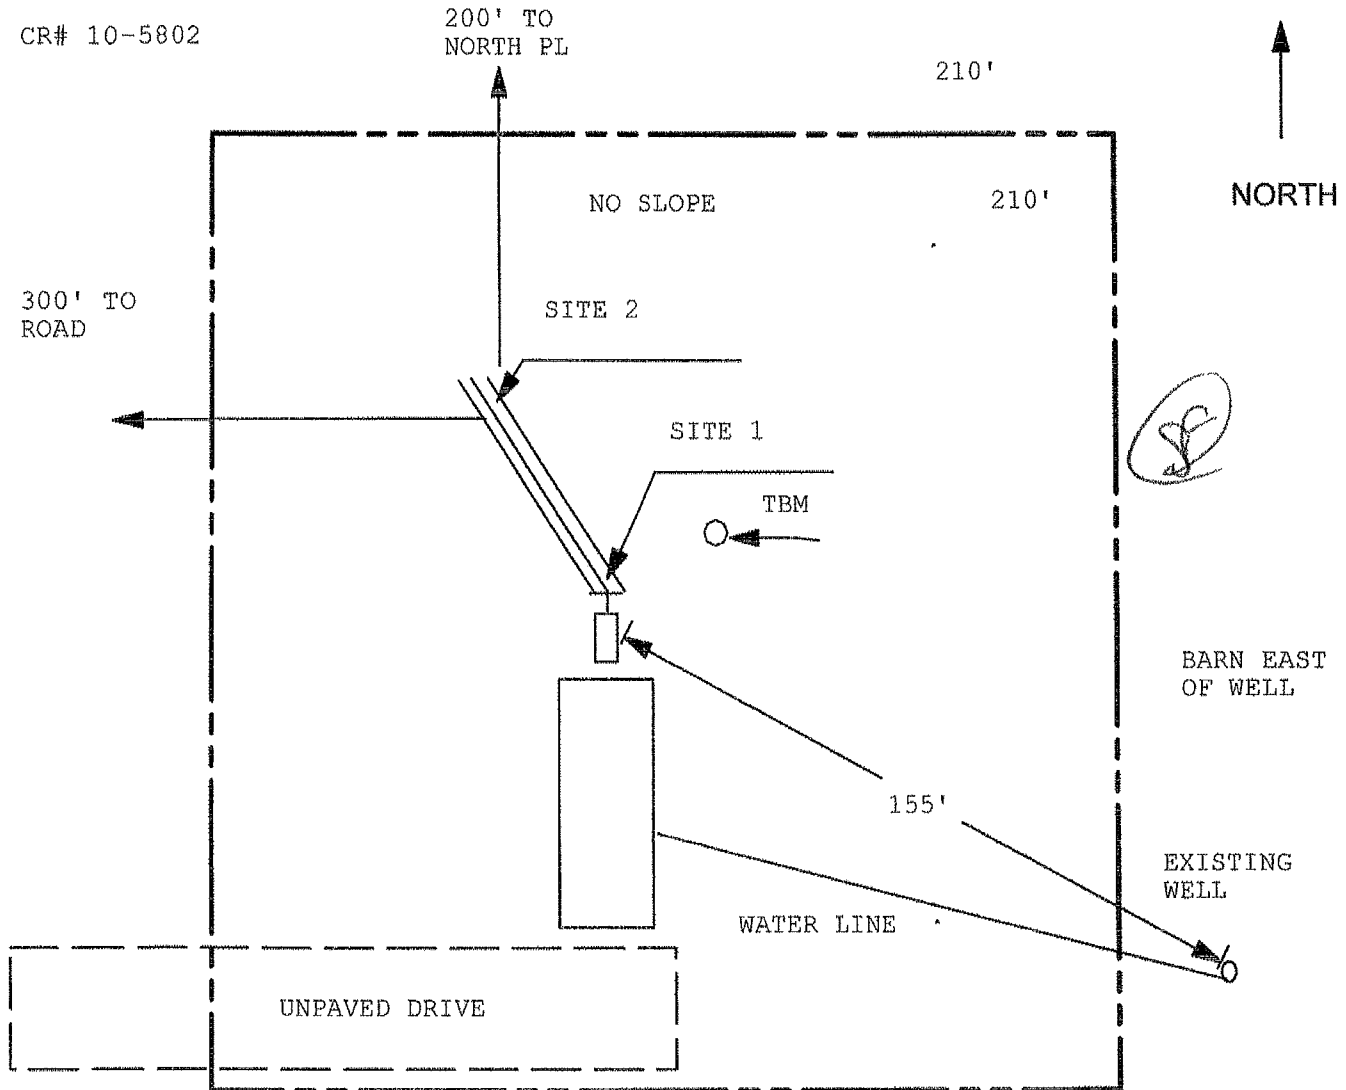 CR# 10-5802
200' TO
NORTH PL
210'
NORTH
NO SLOPE
210'
300' TO
ROAD
SITE 2
SITE 1
TBM
BARN EAST
OF WELL
155'
EXISTING
WELL
WATER LINE
UNPAVED DRIVE